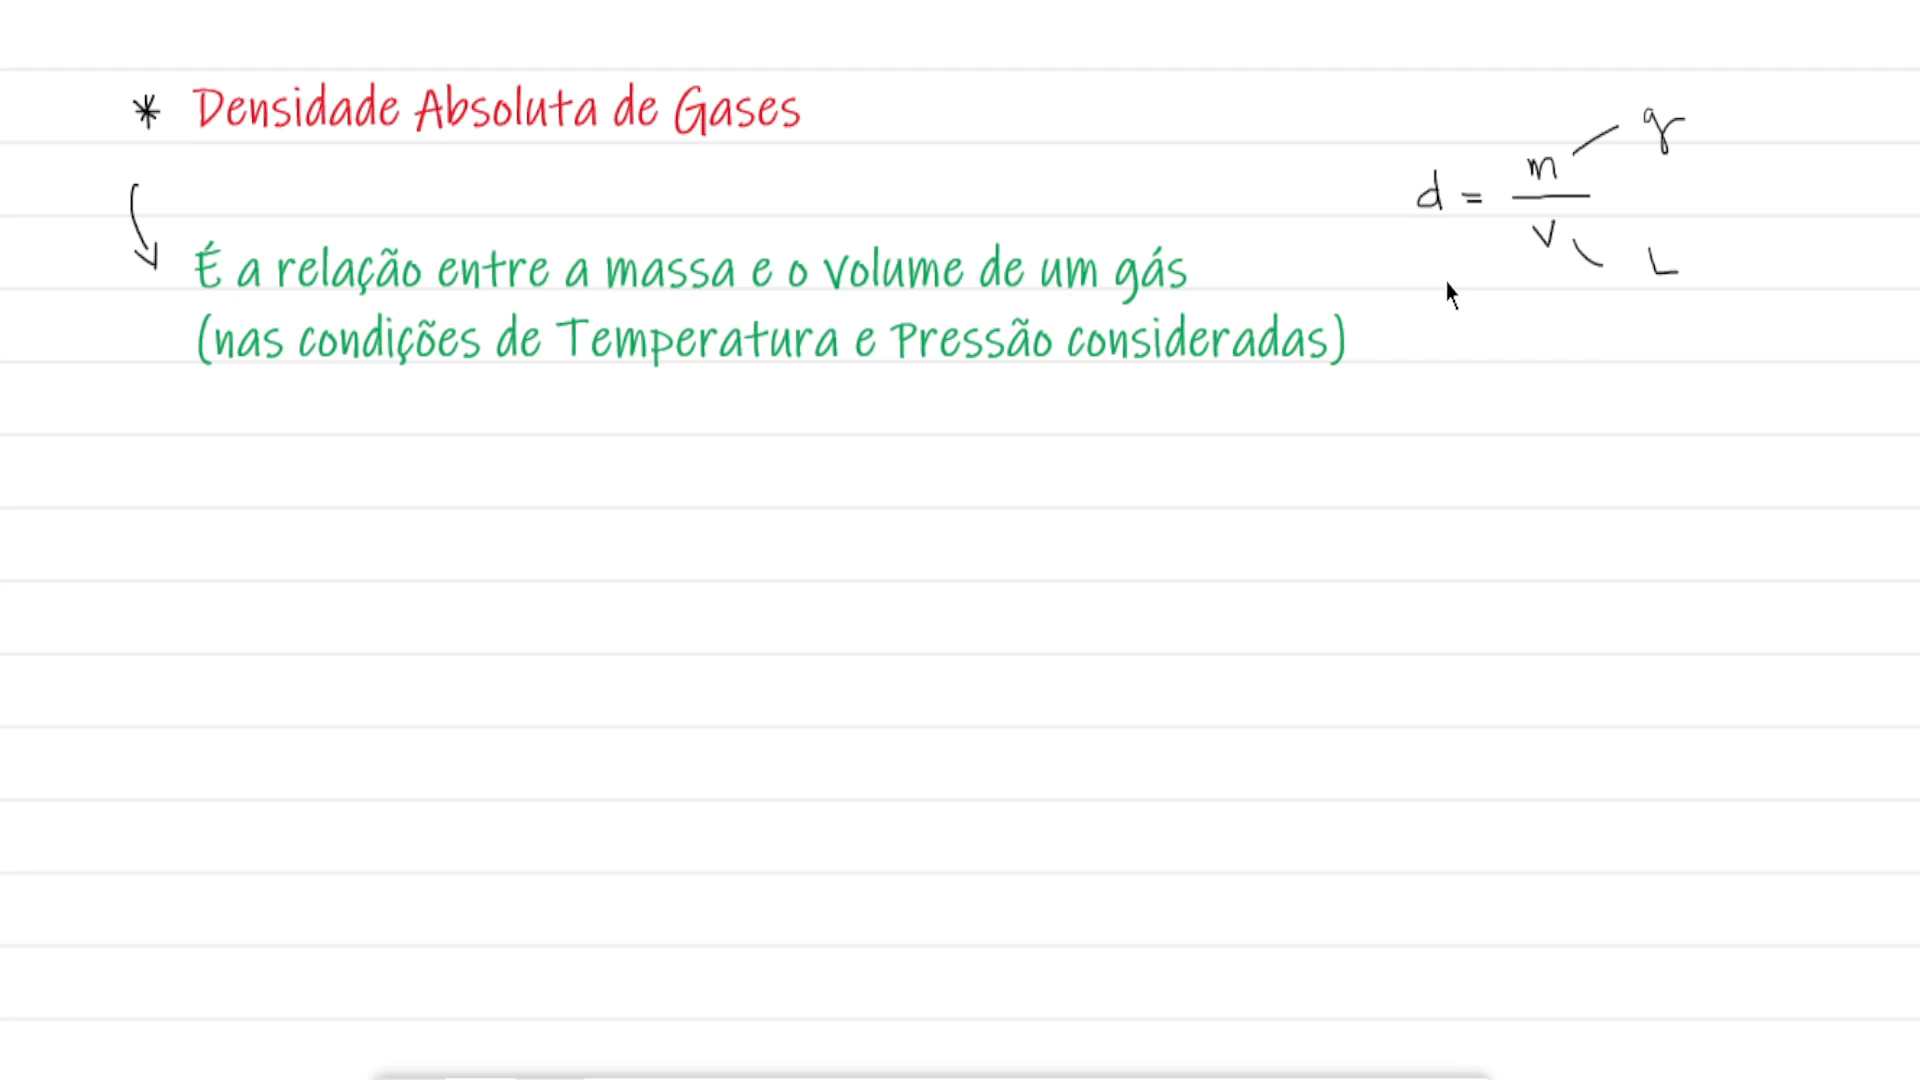 * Densidade Absoluta de Gases
É a relação entre a massa e o volume de um gás
(nas condições de Temperatura e Pressão consideradas)
d = m / v
g
L